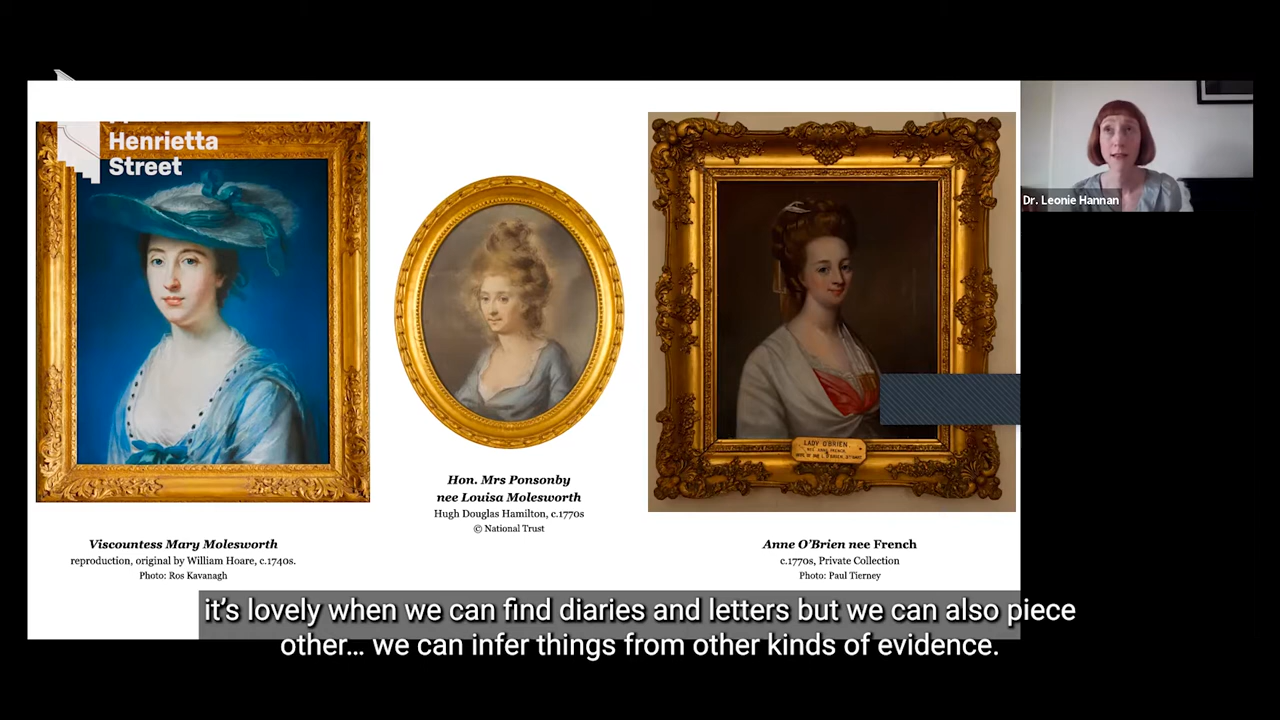 Henrietta
Street
Dr. Leonie Hannan
LADY O'BRIEN
Hon. Mrs Ponsonby
nee Louisa Molesworth
Hugh Douglas Hamilton, c.1770s
© National Trust
Viscountess Mary Molesworth
reproduction, original by William Hoare, c.1740s.
Photo: Ros Kavanagh
Anne O'Brien nee French
c.1770s, Private Collection
Photo: Paul Tierney
it's lovely when we can find diaries and letters but we can also piece
other... we can infer things from other kinds of evidence.